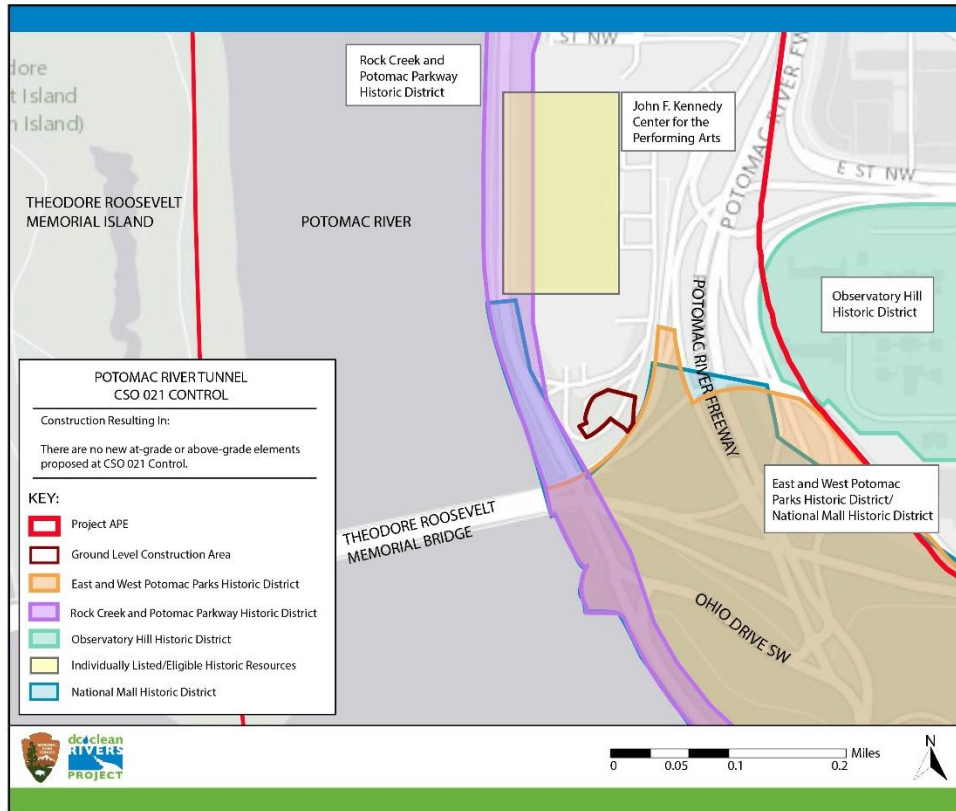 dore
t Island
n Island)
THEODORE ROOSEVELT
MEMORIAL ISLAND
POTOMAC RIVER
Rock Creek and
Potomac Parkway
Historic District
ST NW
John F. Kennedy
Center for the
Performing Arts
POTOMAC RIVER FW
E ST NW
Observatory Hill
Historic District
POTOMAC RIVER FREEWAY
East and West Potomac
Parks Historic District/
National Mall Historic District
THEODORE ROOSEVELT
MEMORIAL BRIDGE
OHIO DRIVE SW
POTOMAC RIVER TUNNEL
CSO 021 CONTROL
Construction Resulting In:
There are no new at-grade or above-grade elements
proposed at CSO 021 Control.
KEY:
Project APE
Ground Level Construction Area
East and West Potomac Parks Historic District
Rock Creek and Potomac Parkway Historic District
Observatory Hill Historic District
Individually Listed/Eligible Historic Resources
National Mall Historic District
dc clean
RIVERS
PROJECT
Miles
0 0.05 0.1 0.2
N